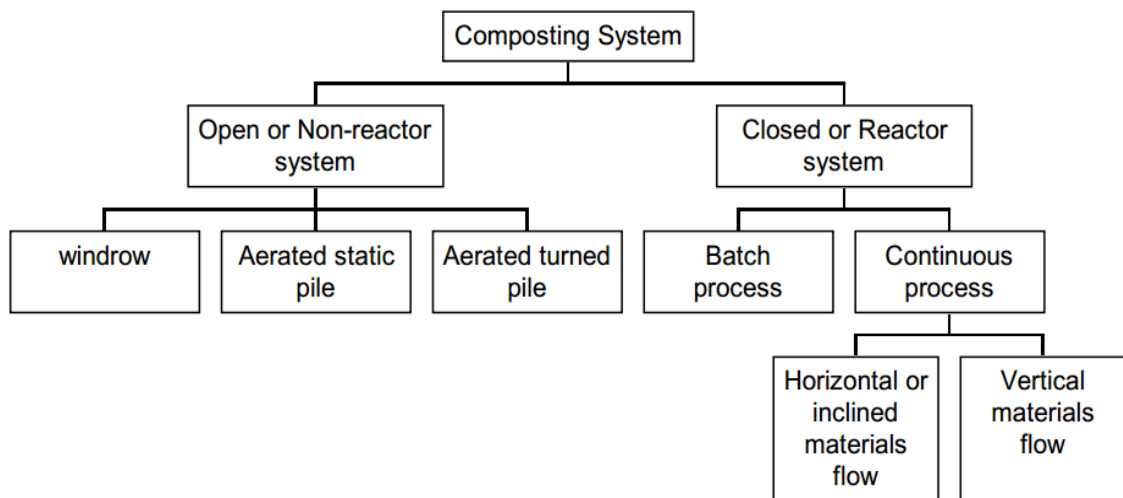 Composting System
Open or Non-reactor
system
Closed or Reactor
system
windrow
Aerated static
pile
Aerated turned
pile
Batch
process
Continuous
process
Horizontal or
inclined
materials
flow
Vertical
materials
flow